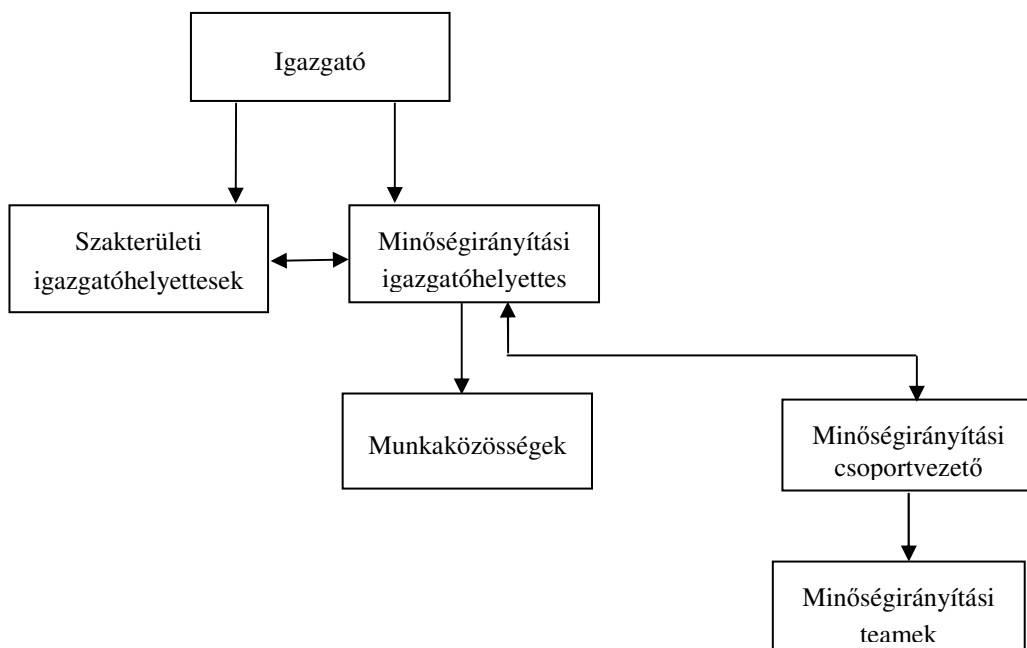 Igazgató
Szakterületi
igazgatóhelyettesek
Minőségirányítási
igazgatóhelyettes
Munkaközösségek
Minőségirányítási
csoportvezető
Minőségirányítási
teamek